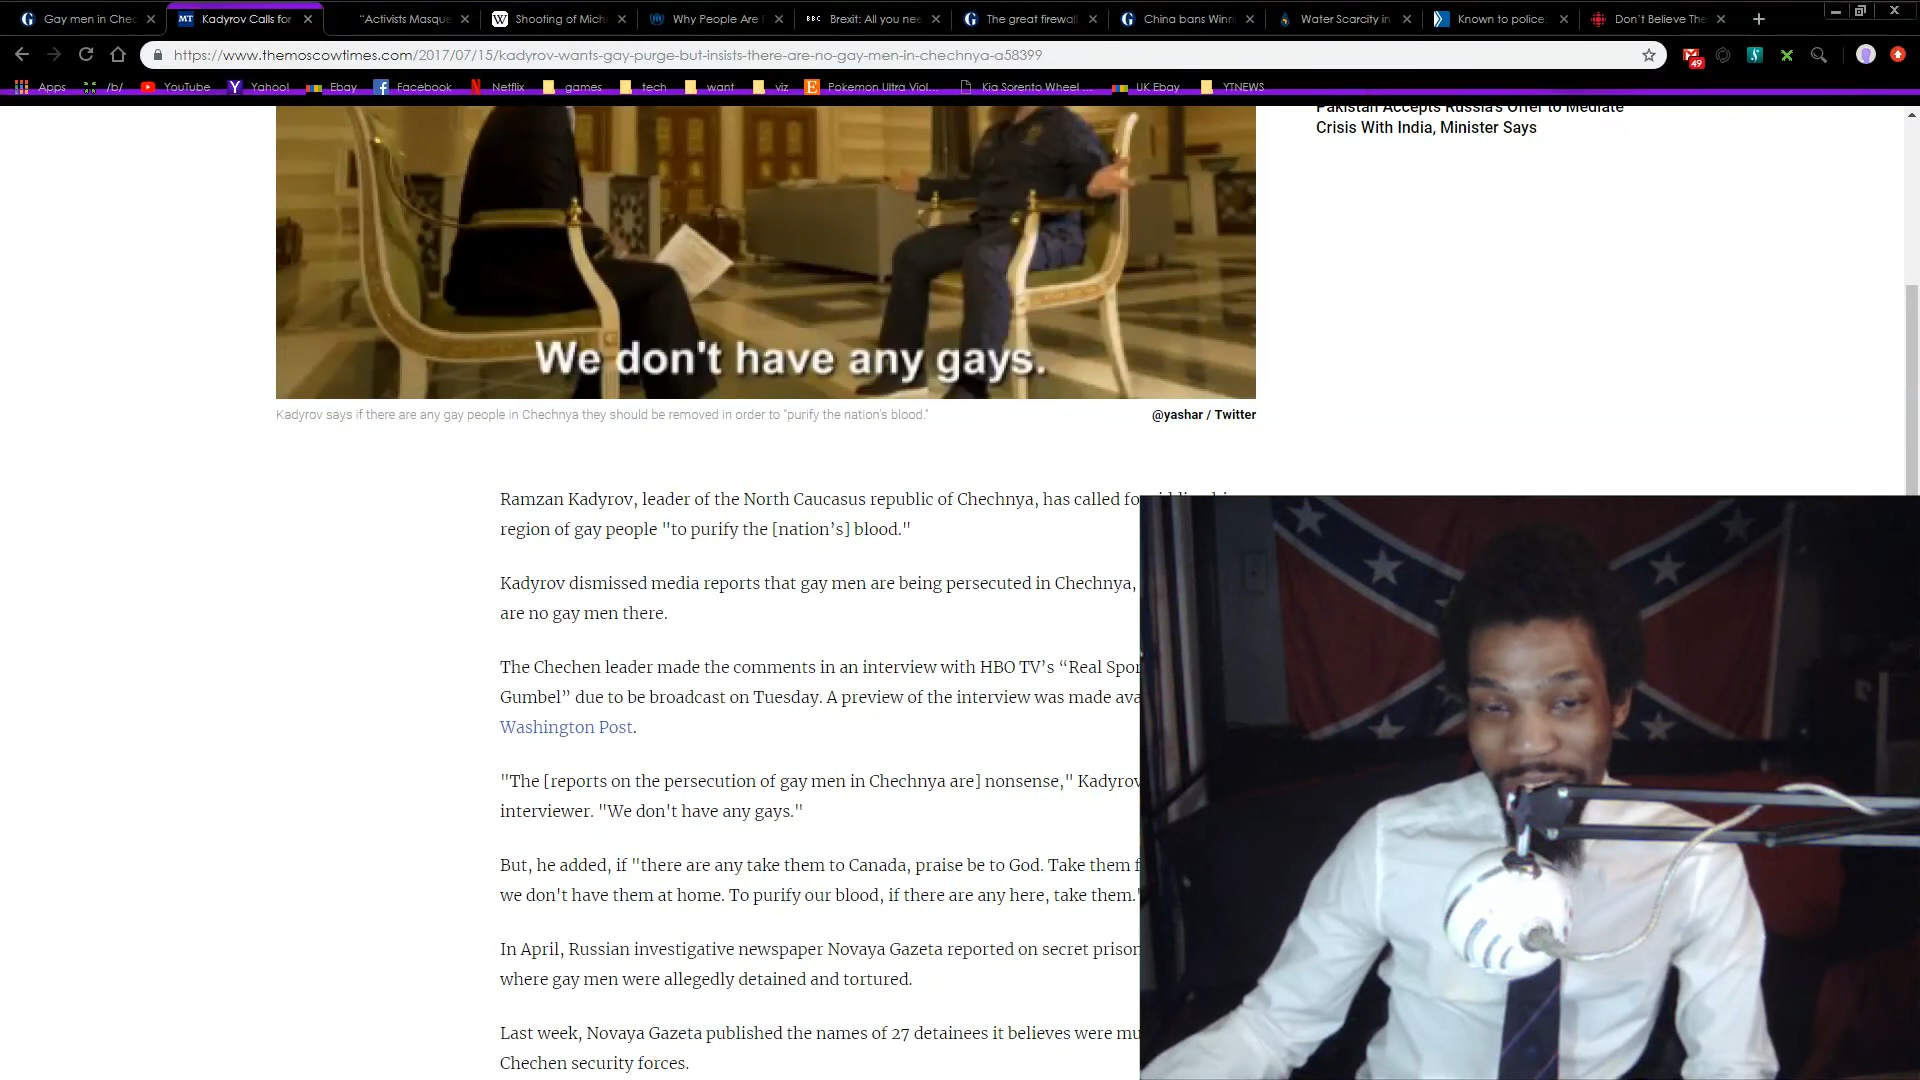 Gay men in Chec
Kadyrov Calls for
"Activists Masque
Shooting of Mich
Why People Are F
Brexit: All you nee
The great firewal
China bans Winn
Water Scarcity in
Known to police:
Don't Believe The
https://www.themoscowtimes.com/2017/07/15/kadyrov-wants-gay-purge-but-insists-there-are-no-gay-men-in-chechnya-a58399
49
Apps /b/ YouTube Yahoo! Ebay Facebook Netflix games tech want viz Pokemon Ultra Viol... Kia Sorento Wheel ... UK Ebay YTNEWS
Pakistan Accepts Russia's Offer to Mediate
Crisis With India, Minister Says
We don't have any gays.
Kadyrov says if there are any gay people in Chechnya they should be removed in order to "purify the nation's blood."
@yashar / Twitter
Ramzan Kadyrov, leader of the North Caucasus republic of Chechnya, has called
region of gay people "to purify the [nation's] blood."
Kadyrov dismissed media reports that gay men are being persecuted in Chechnya,
are no gay men there.
The Chechen leader made the comments in an interview with HBO TV's “Real Spor
Gumbel” due to be broadcast on Tuesday. A preview of the interview was made ava
Washington Post.
"The [reports on the persecution of gay men in Chechnya are] nonsense," Kadyrov
interviewer. "We don't have any gays."
But, he added, if "there are any take them to Canada, praise be to God. Take them f
we don't have them at home. To purify our blood, if there are any here, take them."
In April, Russian investigative newspaper Novaya Gazeta reported on secret prison
where gay men were allegedly detained and tortured.
Last week, Novaya Gazeta published the names of 27 detainees it believes were mu
Chechen security forces.